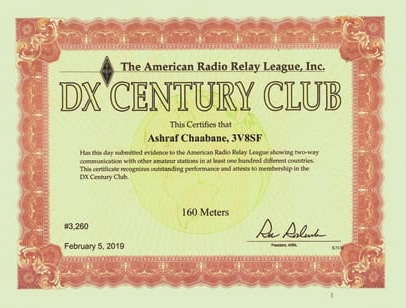 The American Radio Relay League, Inc.
DX CENTURY CLUB
This Certifies that
Ashraf Chaabane, 3V8SF
Has this day submitted evidence to the American Radio Relay League showing two-way
communication with other amateur stations in at least one hundred different countries.
This certificate recognizes outstanding performance and attests to membership in the
DX Century Club.
160 Meters
#3,260
February 5, 2019
President, ARRL